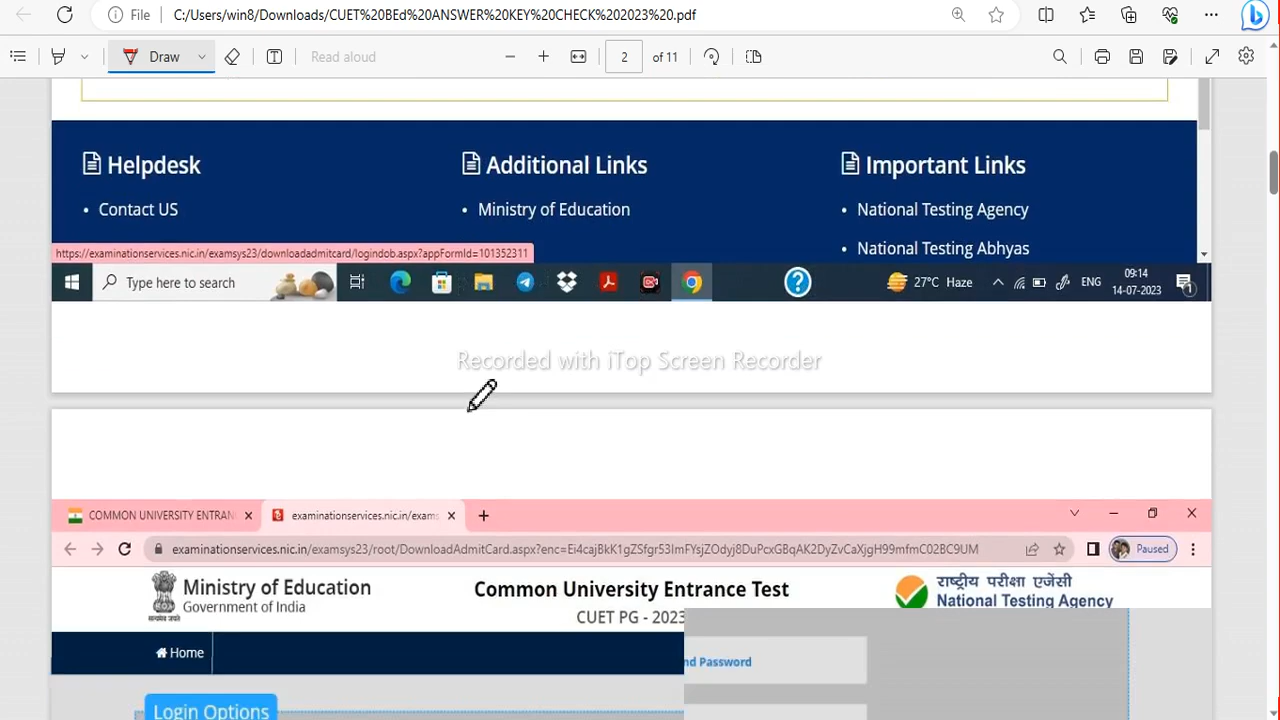 File C:/Users/win8/Downloads/CUET%20BEd%20ANSWER%20KEY%20CHECK%202023%20.pdf
Draw Read aloud 2 of 11
Helpdesk Additional Links Important Links
Contact US Ministry of Education National Testing Agency
National Testing Abhyas
https://examinationservices.nic.in/examsys23/downloadadmitcard/logindob.aspx?appFormId=101352311
Type here to search 27°C Haze ENG 09:14
14-07-2023 1
Recorded with iTop Screen Recorder
COMMON UNIVERSITY ENTRAN examinationservices.nic.in/exams
examinationservices.nic.in/examsys23/root/DownloadAdmitCard.aspx?enc=Ei4cajBkK1gZSfgr53ImFYsjZOdyj8DuPcxGBqAK2DyZvCaXjgH99mfmC02BC9UM Paused
Ministry of Education Common University Entrance Test राष्ट्रीय परीक्षा एजेंसी
Government of India CUET PG - 2023 National Testing Agency
Home
nd Password
Login Options